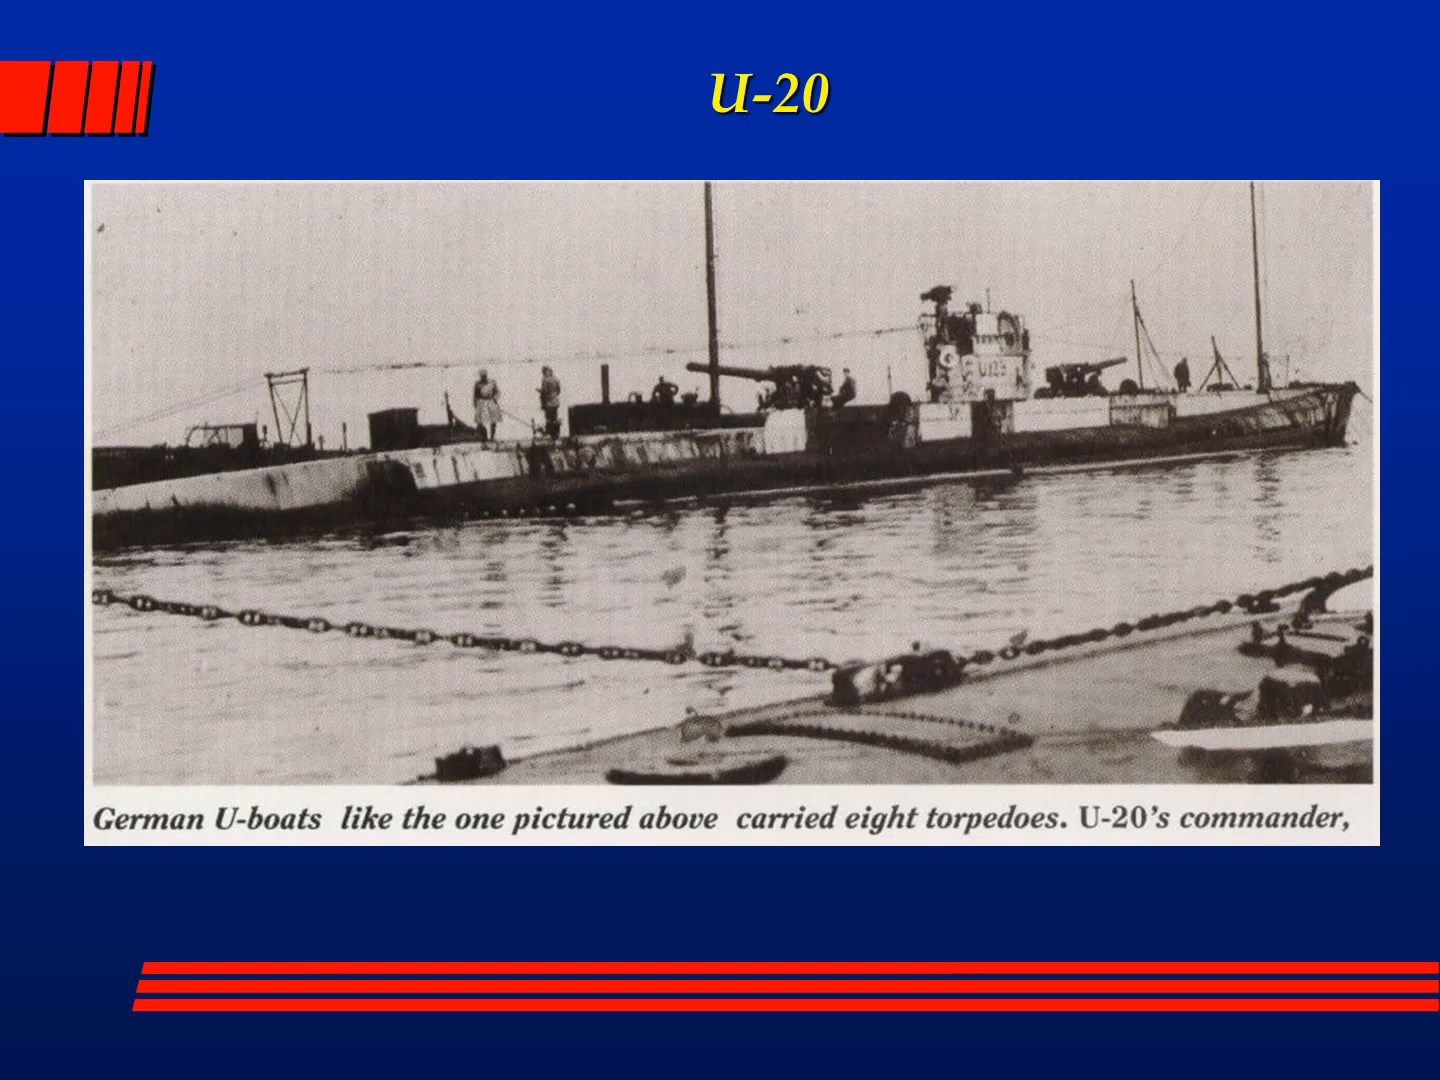 U-20
German U-boats like the one pictured above carried eight torpedoes. U-20's commander,